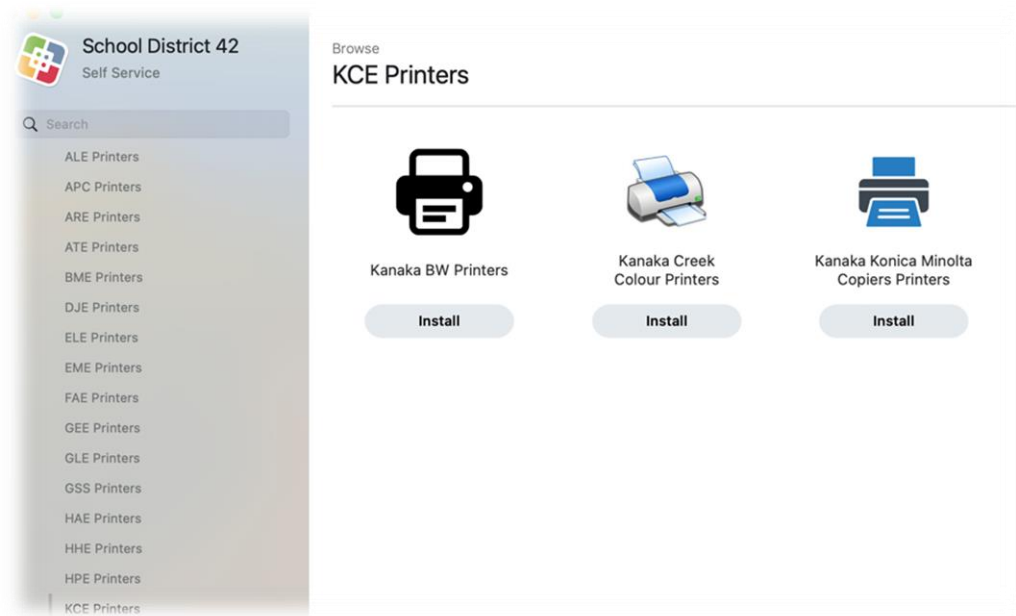 School District 42
Self Service
Search
ALE Printers
APC Printers
ARE Printers
ATE Printers
BME Printers
DJE Printers
ELE Printers
EME Printers
FAE Printers
GEE Printers
GLE Printers
GSS Printers
HAE Printers
HHE Printers
HPE Printers
KCE Printers
Browse
KCE Printers
Kanaka BW Printers
Install
Kanaka Creek
Colour Printers
Install
Kanaka Konica Minolta
Copiers Printers
Install